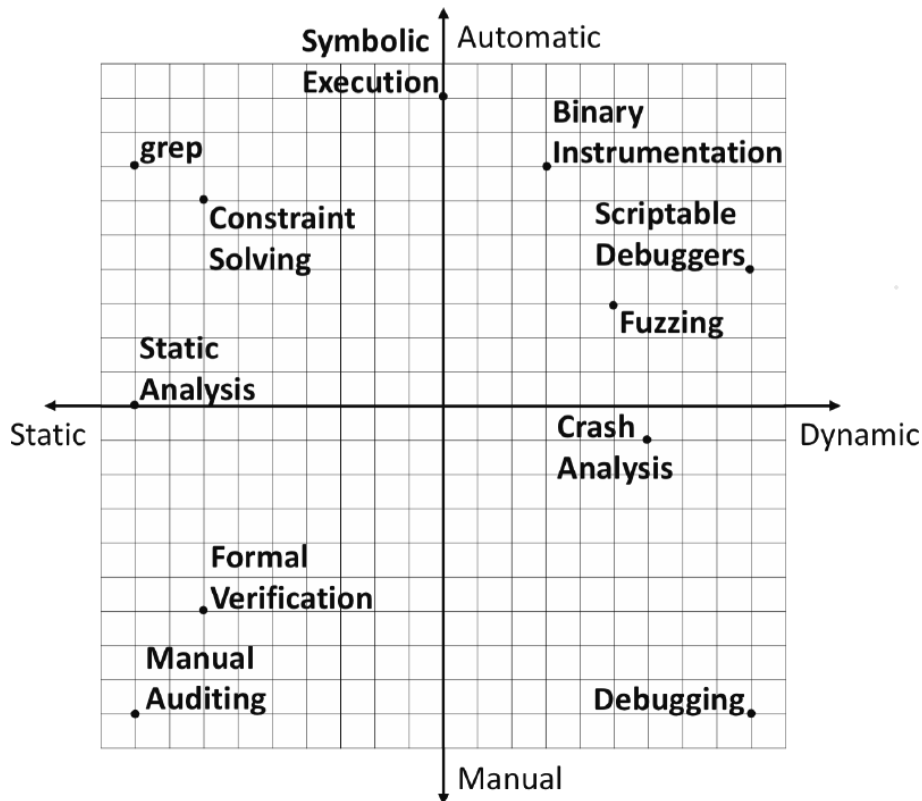 Symbolic
Execution
Automatic
Binary
Instrumentation
grep
Constraint
Solving
Scriptable
Debuggers
Fuzzing
Static
Analysis
Static
Dynamic
Crash
Analysis
Formal
Verification
Manual
Auditing
Debugging
Manual